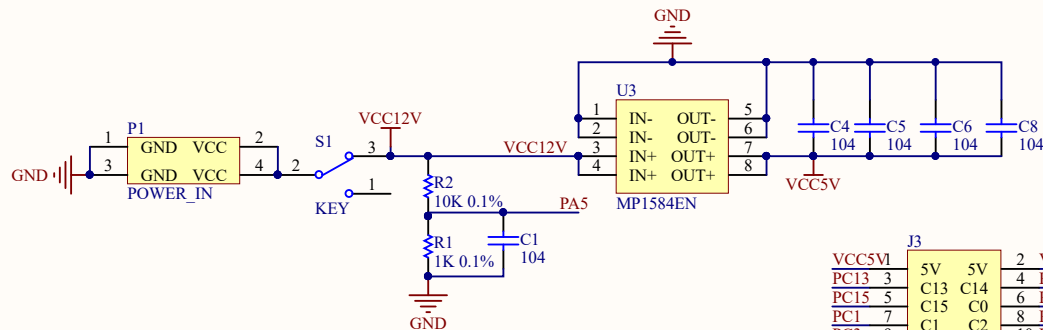 GND
P1
1 GND VCC 2
GND 3 GND VCC 4
POWER_IN
2 S1 3
1
KEY
VCC12V
VCC12V
R2
10K 0.1%
PA5
R1
1K 0.1%
C1
104
GND
U3
1 IN- OUT- 5
2 IN- OUT- 6
3 IN+ OUT+ 7
4 IN+ OUT+ 8
MP1584EN
VCC5V
C4
104
C5
104
C6
104
C8
104
J3
VCC5V 1 5V 5V 2
PC13 3 C13 C14 4
PC15 5 C15 C0 6
PC1 7 C1 C2 8